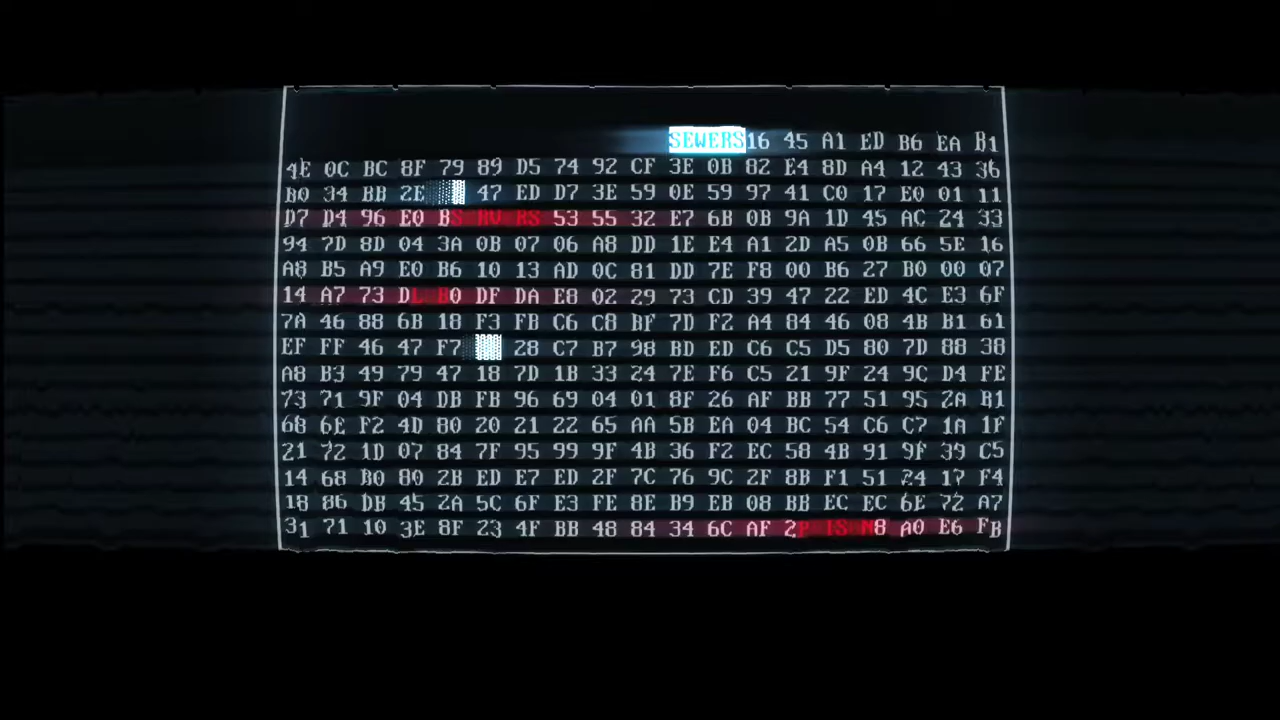 SEWERS16 45 A1 ED B6 EA B1
4E 0C BC 8F 79 89 D5 74 92 CF 3E 0B 82 E4 8D A4 12 43 36
B0 34 BB 2E 47 ED D7 3E 59 0E 59 97 41 C0 17 E0 01 11
D7 D4 96 E0 BS RV RS 53 55 32 E7 6B 0B 9A 1D 45 AC 24 33
94 7D 8D 04 3A 0B 07 06 A8 DD 1E E4 A1 2D A5 0B 66 5E 16
A8 B5 A9 E0 B6 10 13 AD 0C 81 DD 7E F8 00 B6 27 B0 00 07
14 A7 73 DL B0 DF DA E8 02 29 73 CD 39 47 22 ED 4C E3 6F
7A 46 88 6B 18 F3 FB C6 C8 BF 7D F2 A4 84 46 08 4B B1 61
EF FF 46 47 F7 28 C7 B7 98 BD ED C6 C5 D5 80 7D 88 38
A8 B3 49 79 47 18 7D 1B 33 24 7E F6 C5 21 9F 24 9C D4 FE
73 71 9F 04 DB FB 96 69 04 01 8F 26 AF BB 77 51 95 2A B1
68 6E F2 4D 80 20 21 22 65 AA 5B EA 04 BC 54 C6 C7 1A 1F
21 72 1D 07 84 7F 95 99 9F 4B 36 F2 EC 58 4B 91 9F 39 C5
14 68 B0 80 2B ED E7 ED 2F 7C 76 9C 2F 8B F1 51 24 17 F4
18 86 DB 45 2A 5C 6F E3 FE 8E B9 EB 08 BB EC EC 6E 72 A7
31 71 10 3E 8F 23 4F BB 48 84 34 6C AF 2P IS N8 A0 E6 FB